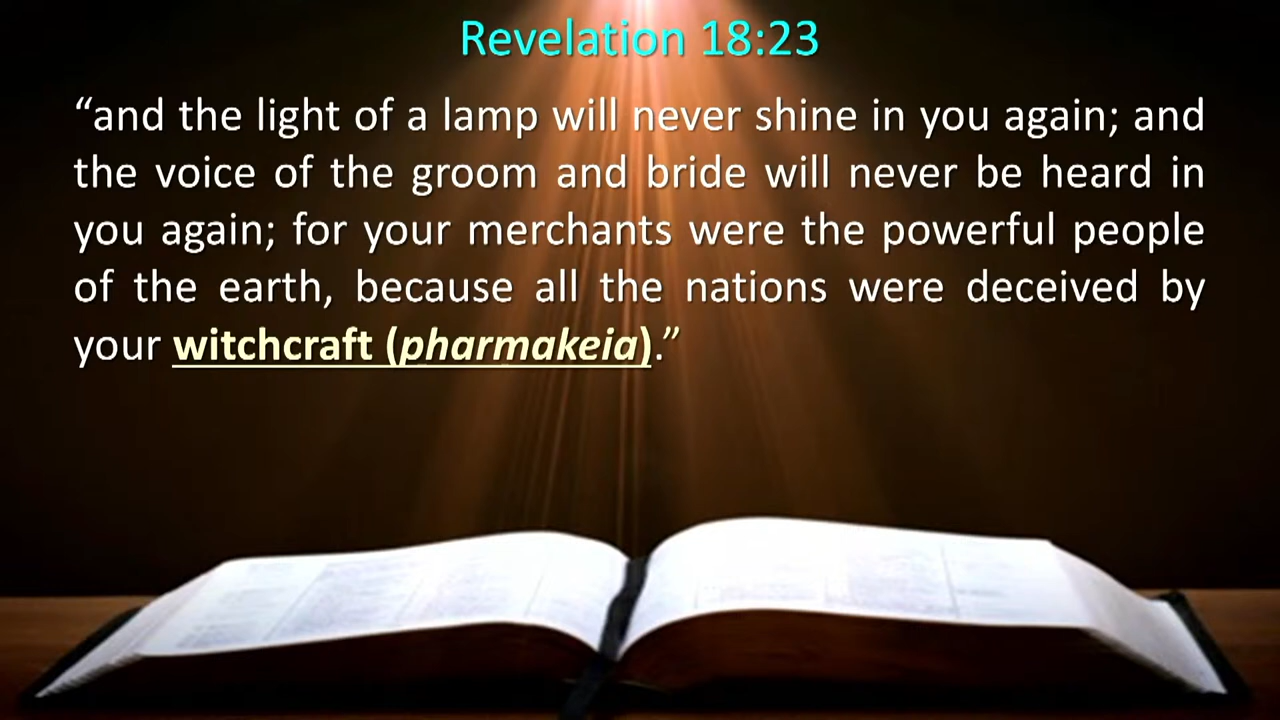 Revelation 18:23
“and the light of a lamp will never shine in you again; and
the voice of the groom and bride will never be heard in
you again; for your merchants were the powerful people
of the earth, because all the nations were deceived by
your witchcraft (pharmakeia).”